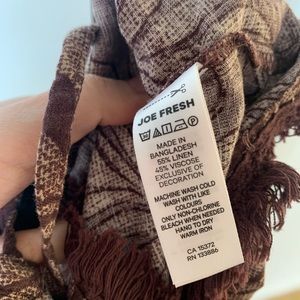 JOE FRESH
MADE IN
BANGLADESH
55% LINEN
45% VISCOSE
EXCLUSIVE OF
DECORATION
MACHINE WASH COLD
WASH WITH LIKE
COLOURS
ONLY NON-CHLORINE
BLEACH WHEN NEEDED
HANG TO DRY
WARM IRON
CA 15372
RN 133886